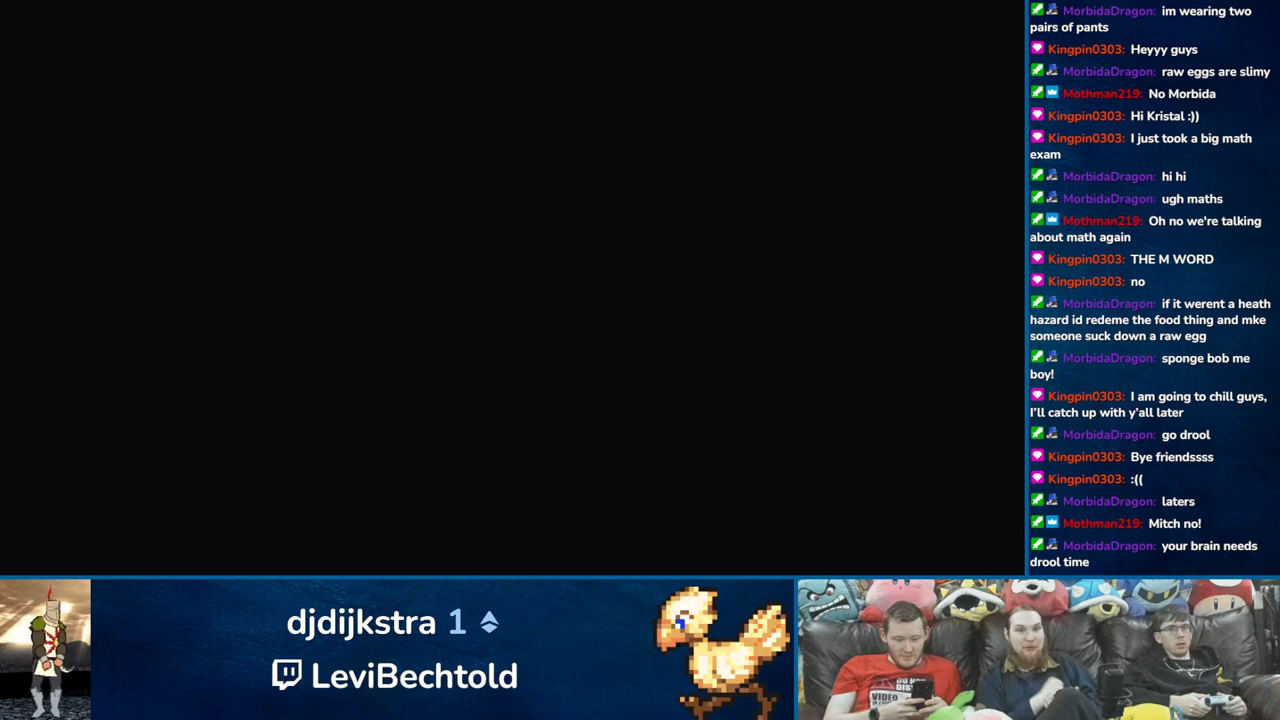 MorbidaDragon: im wearing two
pairs of pants
Kingpin0303: Heyyy guys
MorbidaDragon: raw eggs are slimy
Mothman219: No Morbida
Kingpin0303: Hi Kristal :))
Kingpin0303: I just took a big math
exam
MorbidaDragon: hi hi
MorbidaDragon: ugh maths
Mothman219: Oh no we're talking
about math again
Kingpin0303: THE M WORD
Kingpin0303: no
MorbidaDragon: if it werent a heath
hazard id redeme the food thing and mke
someone suck down a raw egg
MorbidaDragon: sponge bob me
boy!
Kingpin0303: I am going to chill guys,
I'll catch up with y'all later
MorbidaDragon: go drool
Kingpin0303: Bye friendssss
Kingpin0303: :((
MorbidaDragon: laters
Mothman219: Mitch no!
MorbidaDragon: your brain needs
drool time
djdijkstra 1
LeviBechtold
VIDEO